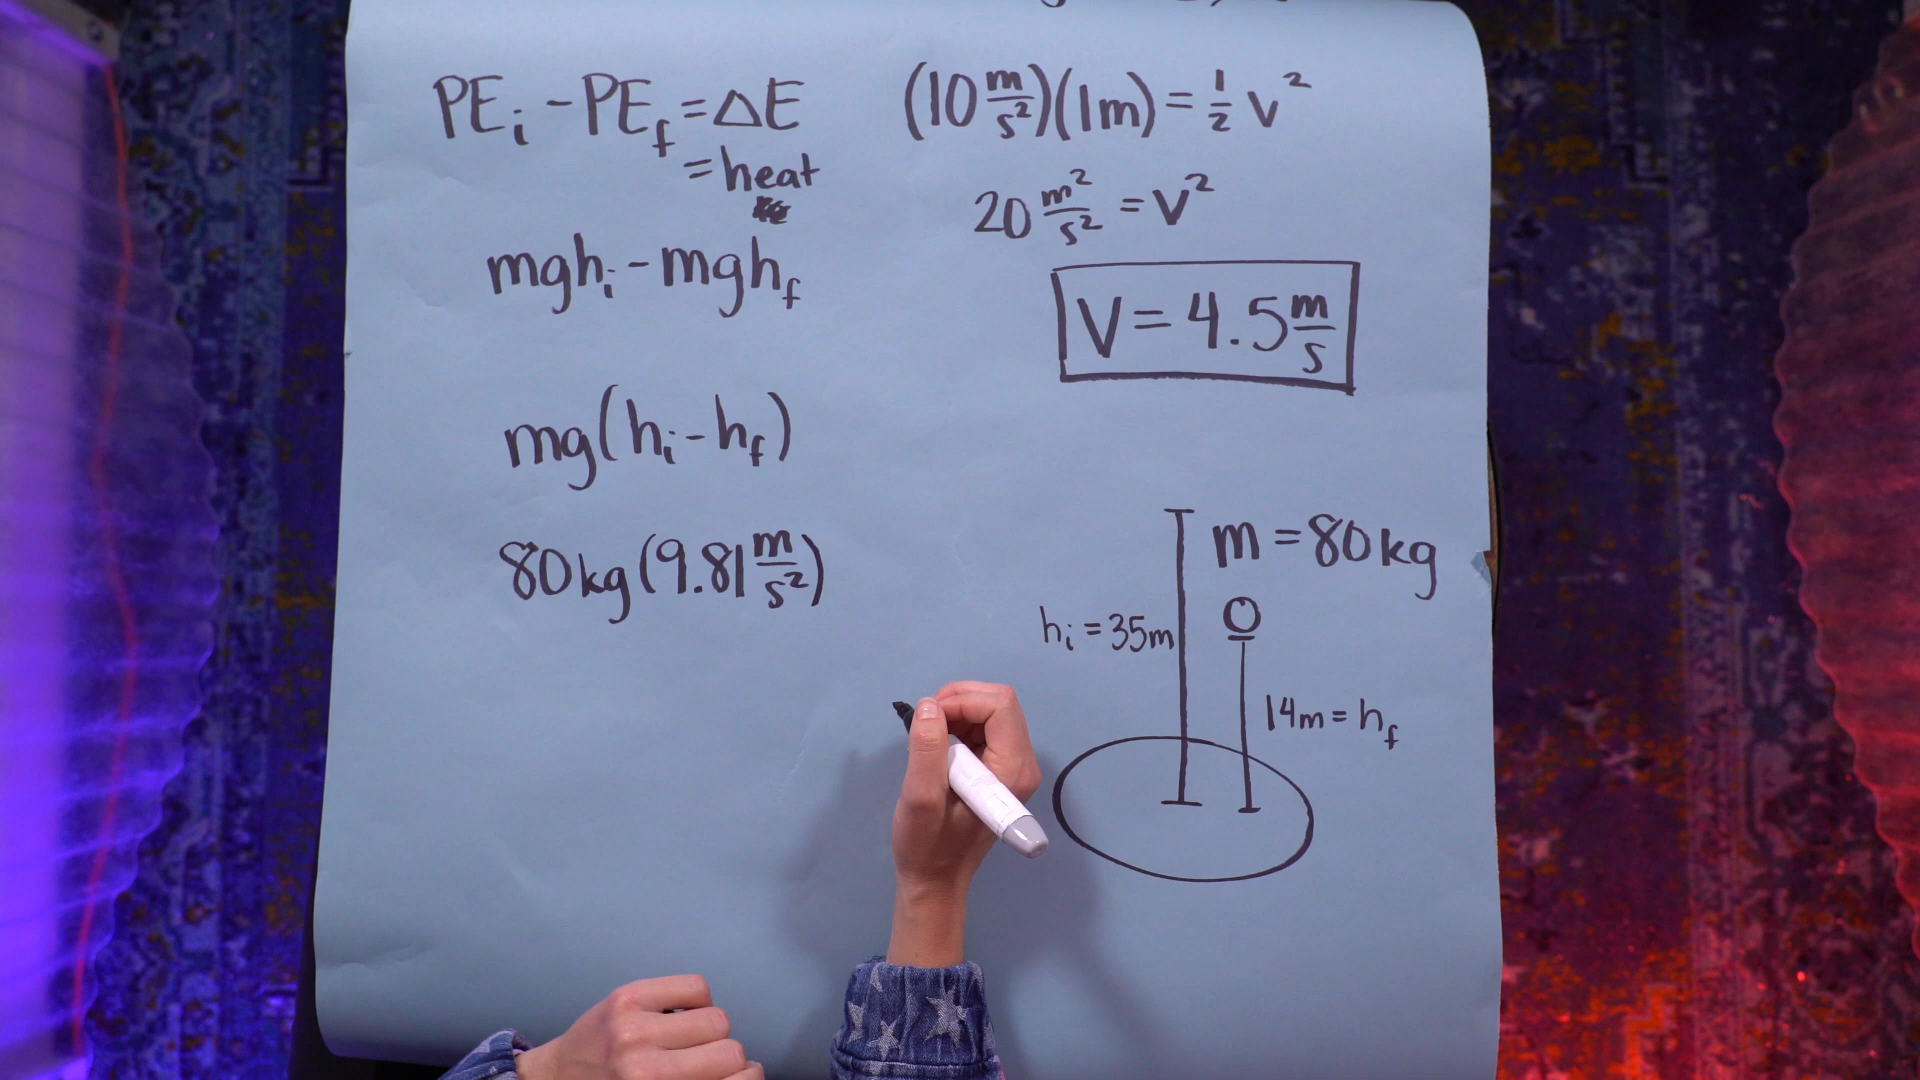 PEᵢ - PE_f = ΔE
= heat
mghᵢ - mgh_f
mg(hᵢ - h_f)
80kg(9.81 m/s²)
(10 m/s²)(1m) = 1/2 v²
20 m²/s² = v²
V = 4.5 m/s
m = 80kg
hᵢ = 35m
14m = h_f